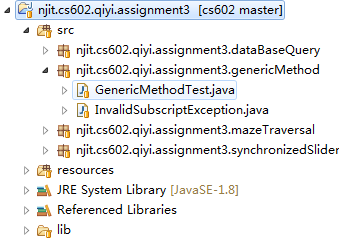 njit.cs602.qiyi.assignment3 [cs602 master]
src
njit.cs602.qiyi.assignment3.dataBaseQuery
njit.cs602.qiyi.assignment3.genericMethod
GenericMethodTest.java
InvalidSubscriptException.java
njit.cs602.qiyi.assignment3.mazeTraversal
njit.cs602.qiyi.assignment3.synchronizedSlider
resources
JRE System Library [JavaSE-1.8]
Referenced Libraries
lib